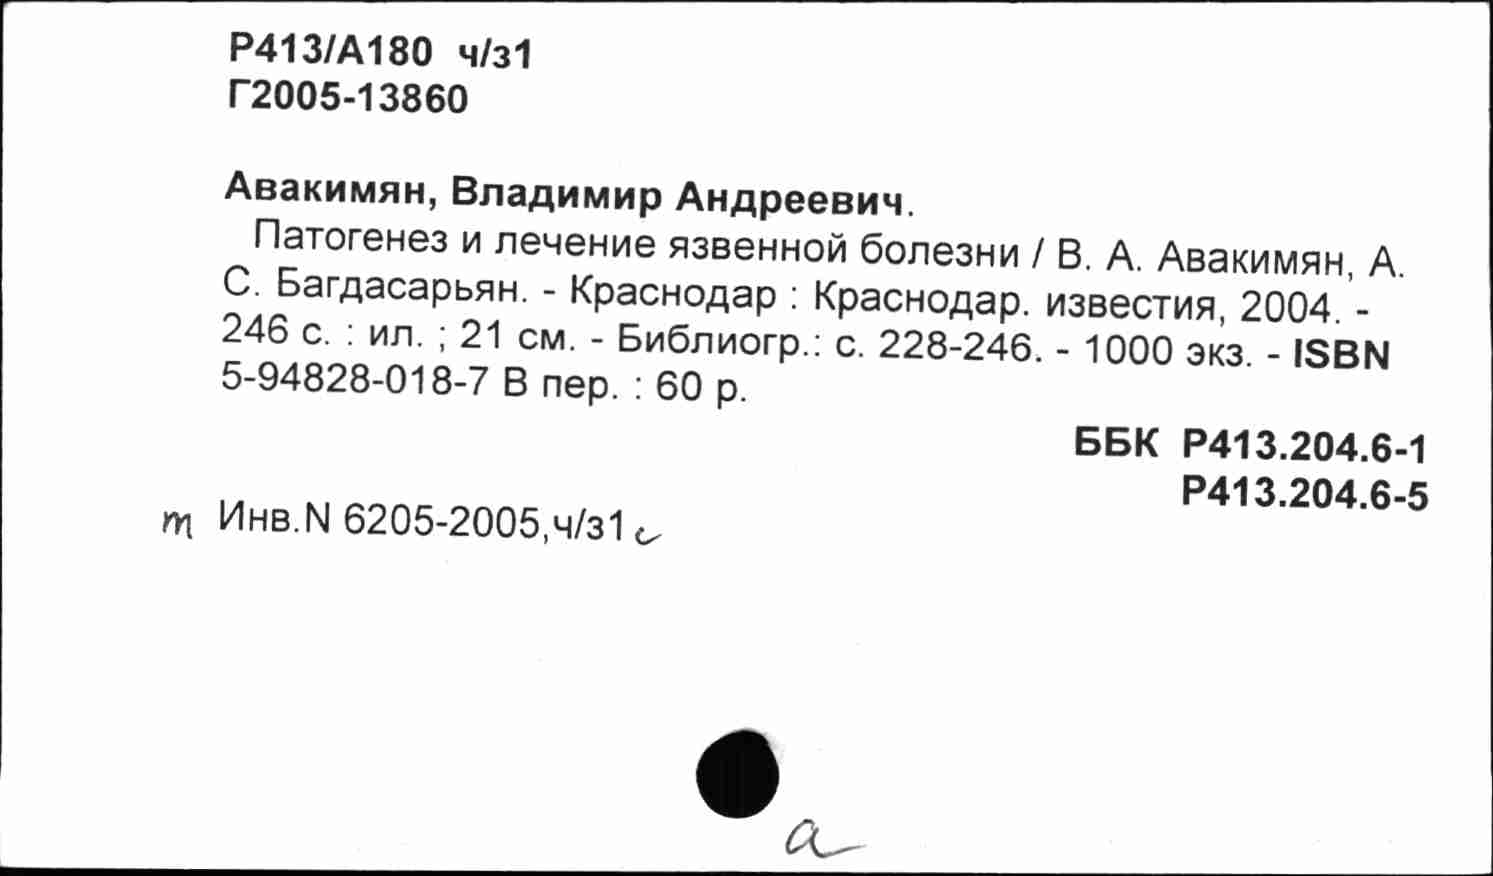 Р413/А180 ч/з1
Г2005-13860
Авакимян, Владимир Андреевич.
Патогенез и лечение язвенной болезни / В. А. Авакимян, А.
С. Багдасарьян. - Краснодар : Краснодар. известия, 2004. -
246 с. : ил. ; 21 см. - Библиогр.: с. 228-246. - 1000 экз. - ISBN
5-94828-018-7 В пер. : 60 р.
ББК Р413.204.6-1
Р413.204.6-5
т Инв.N 6205-2005,ч/з1 с
а